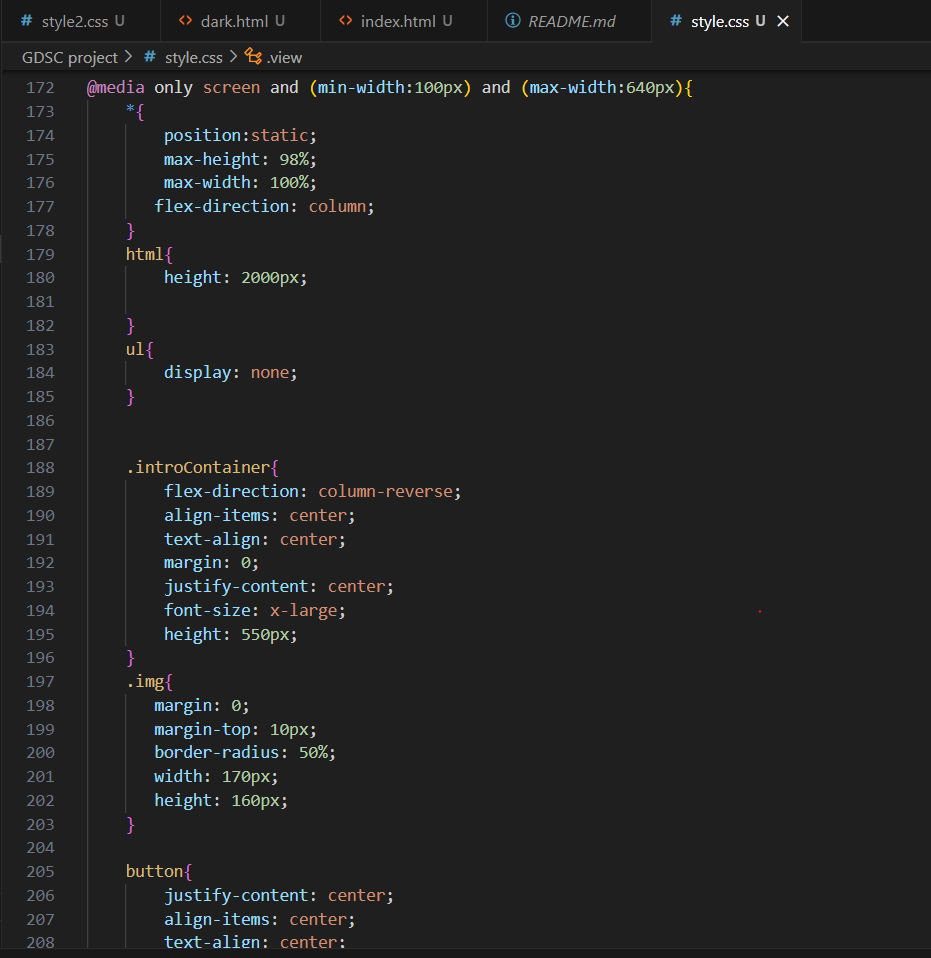 # style2.css U <> dark.html U <> index.html U ⓘ README.md # style.css U ×
GDSC project > # style.css > .view
172 @media only screen and (min-width:100px) and (max-width:640px){
173 *{
174 position:static;
175 max-height: 98%;
176 max-width: 100%;
177 flex-direction: column;
178 }
179 html{
180 height: 2000px;
181
182 }
183 ul{
184 display: none;
185 }
186
187
188 .introContainer{
189 flex-direction: column-reverse;
190 align-items: center;
191 text-align: center;
192 margin: 0;
193 justify-content: center;
194 font-size: x-large;
195 height: 550px;
196 }
197 .img{
198 margin: 0;
199 margin-top: 10px;
200 border-radius: 50%;
201 width: 170px;
202 height: 160px;
203 }
204
205 button{
206 justify-content: center;
207 align-items: center;
208 text-align: center;